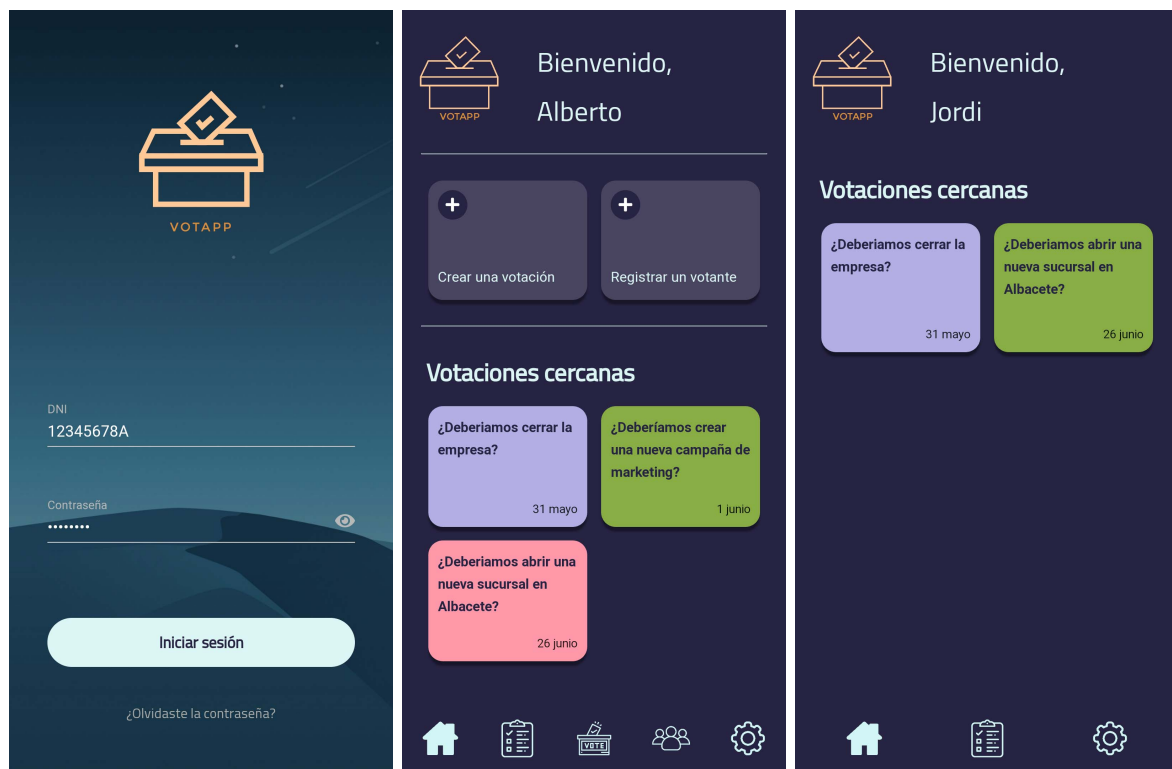 VOTAPP
DNI
12345678A
Contraseña
••••••••
Iniciar sesión
¿Olvidaste la contraseña?
VOTAPP
Bienvenido,
Alberto
Crear una votación
Registrar un votante
Votaciones cercanas
¿Deberiamos cerrar la
empresa?
31 mayo
¿Deberíamos crear
una nueva campaña de
marketing?
1 junio
¿Deberiamos abrir una
nueva sucursal en
Albacete?
26 junio
VOTE
VOTAPP
Bienvenido,
Jordi
Votaciones cercanas
¿Deberiamos cerrar la
empresa?
31 mayo
¿Deberiamos abrir una
nueva sucursal en
Albacete?
26 junio